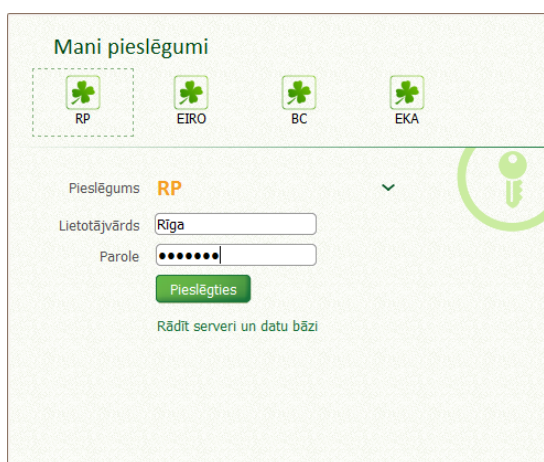 Mani pieslēgumi
RP EIRO BC EKA
Pieslēgums RP
Lietotājvārds Rīga
Parole •••••••
Pieslēgties
Rādīt serveri un datu bāzi